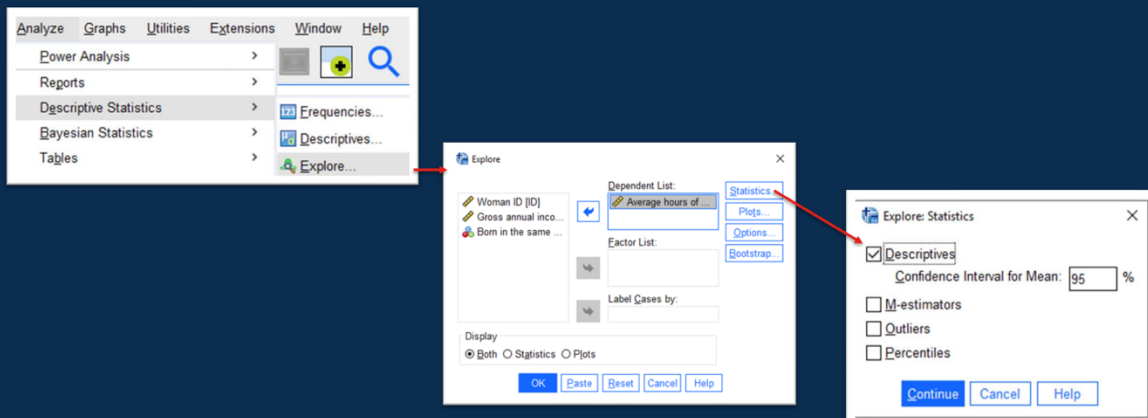 Analyze Graphs Utilities Extensions Window Help
Power Analysis
Reports
Descriptive Statistics
Bayesian Statistics
Tables
Frequencies...
Descriptives...
Explore...
Explore
Woman ID [ID]
Gross annual inco...
Born in the same ...
Dependent List:
Average hours of ...
Factor List:
Label Cases by:
Statistics...
Plots...
Options...
Bootstrap...
Display
Both Statistics Plots
OK Paste Reset Cancel Help
Explore: Statistics
Descriptives
Confidence Interval for Mean: 95 %
M-estimators
Outliers
Percentiles
Continue Cancel Help